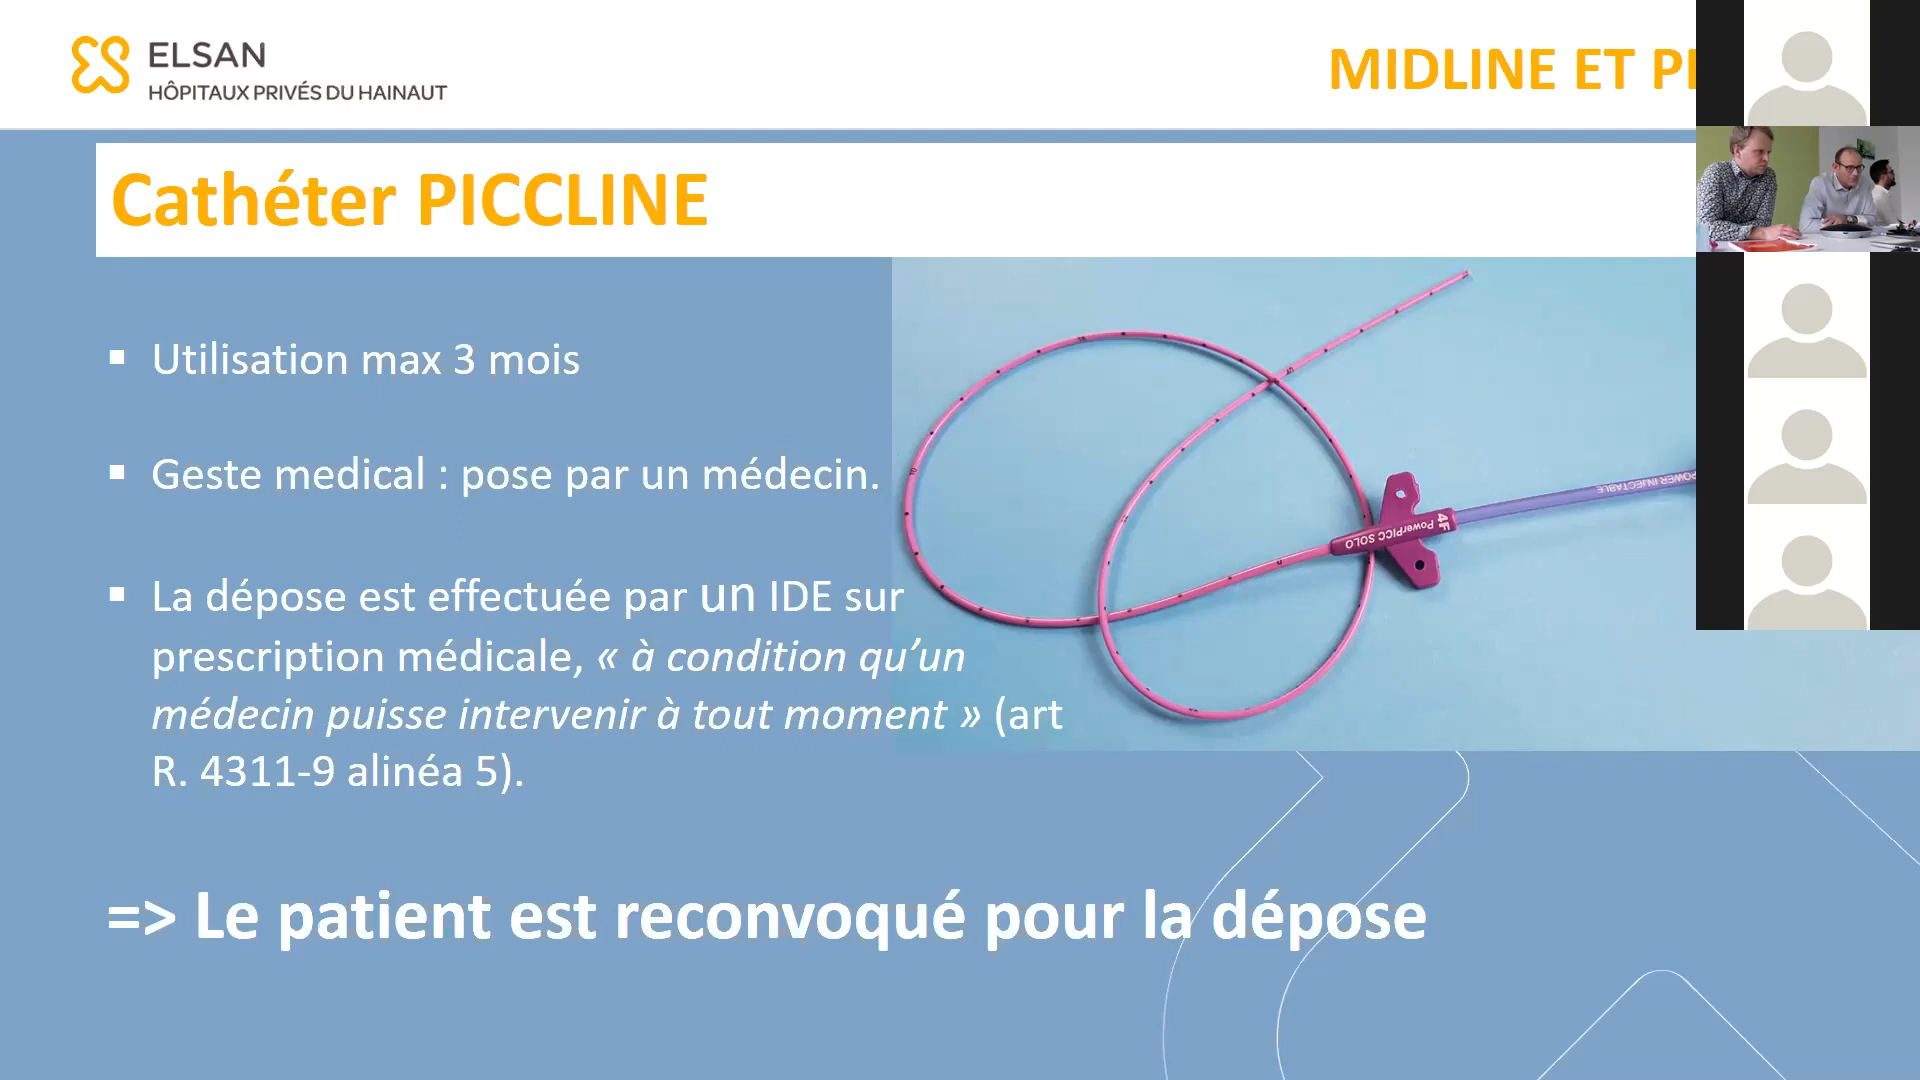 ELSAN
HÔPITAUX PRIVÉS DU HAINAUT
MIDLINE ET
Cathéter PICCLINE
Utilisation max 3 mois
Geste medical : pose par un médecin.
La dépose est effectuée par un IDE sur
prescription médicale, « à condition qu’un
médecin puisse intervenir à tout moment » (art
R. 4311-9 alinéa 5).
=> Le patient est reconvoqué pour la dépose
4F
PowerPICC SOLO
POWER INJECTABLE